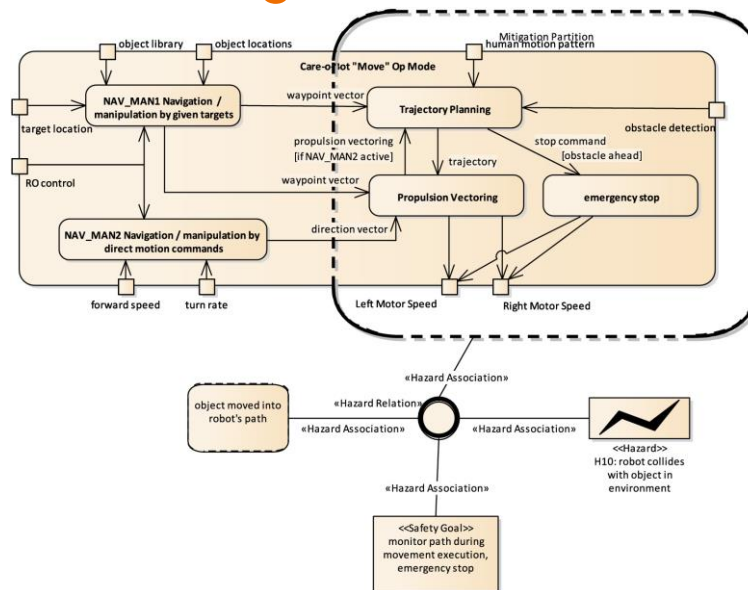 Mitigation Partition
object library
object locations
human motion pattern
Care-o-Bot "Move" Op Mode
NAV_MAN1 Navigation /
manipulation by given targets
waypoint vector
Trajectory Planning
target location
obstacle detection
propulsion vectoring
[if NAV_MAN2 active]
stop command
[obstacle ahead]
trajectory
RO control
waypoint vector
Propulsion Vectoring
emergency stop
NAV_MAN2 Navigation / manipulation by
direct motion commands
direction vector
forward speed
turn rate
Left Motor Speed
Right Motor Speed
«Hazard Association»
object moved into
robot's path
«Hazard Relation»
«Hazard Association»
«Hazard Association»
<<Hazard>>
H10: robot collides
with object in
environment
«Hazard Association»
<<Safety Goal>>
monitor path during
movement execution,
emergency stop